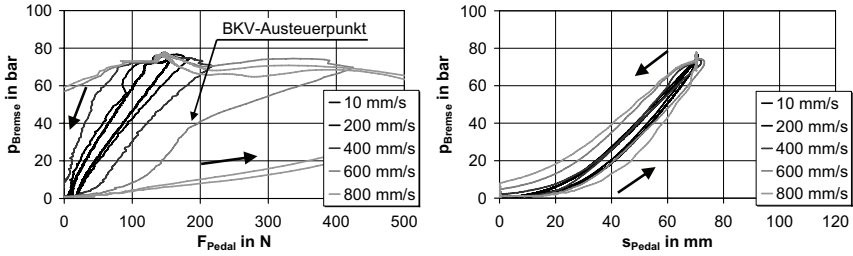 BKV-Austeuerpunkt
p_Bremse in bar
100
80
60
40
20
0
0 100 200 300 400 500
F_Pedal in N
10 mm/s
200 mm/s
400 mm/s
600 mm/s
800 mm/s
p_Bremse in bar
100
80
60
40
20
0
0 20 40 60 80 100 120
s_Pedal in mm
10 mm/s
200 mm/s
400 mm/s
600 mm/s
800 mm/s